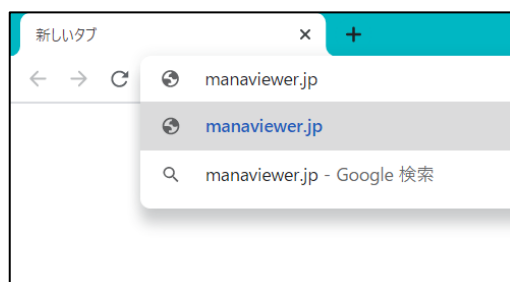 新しいタブ
manaviewer.jp
manaviewer.jp
manaviewer.jp - Google 検索